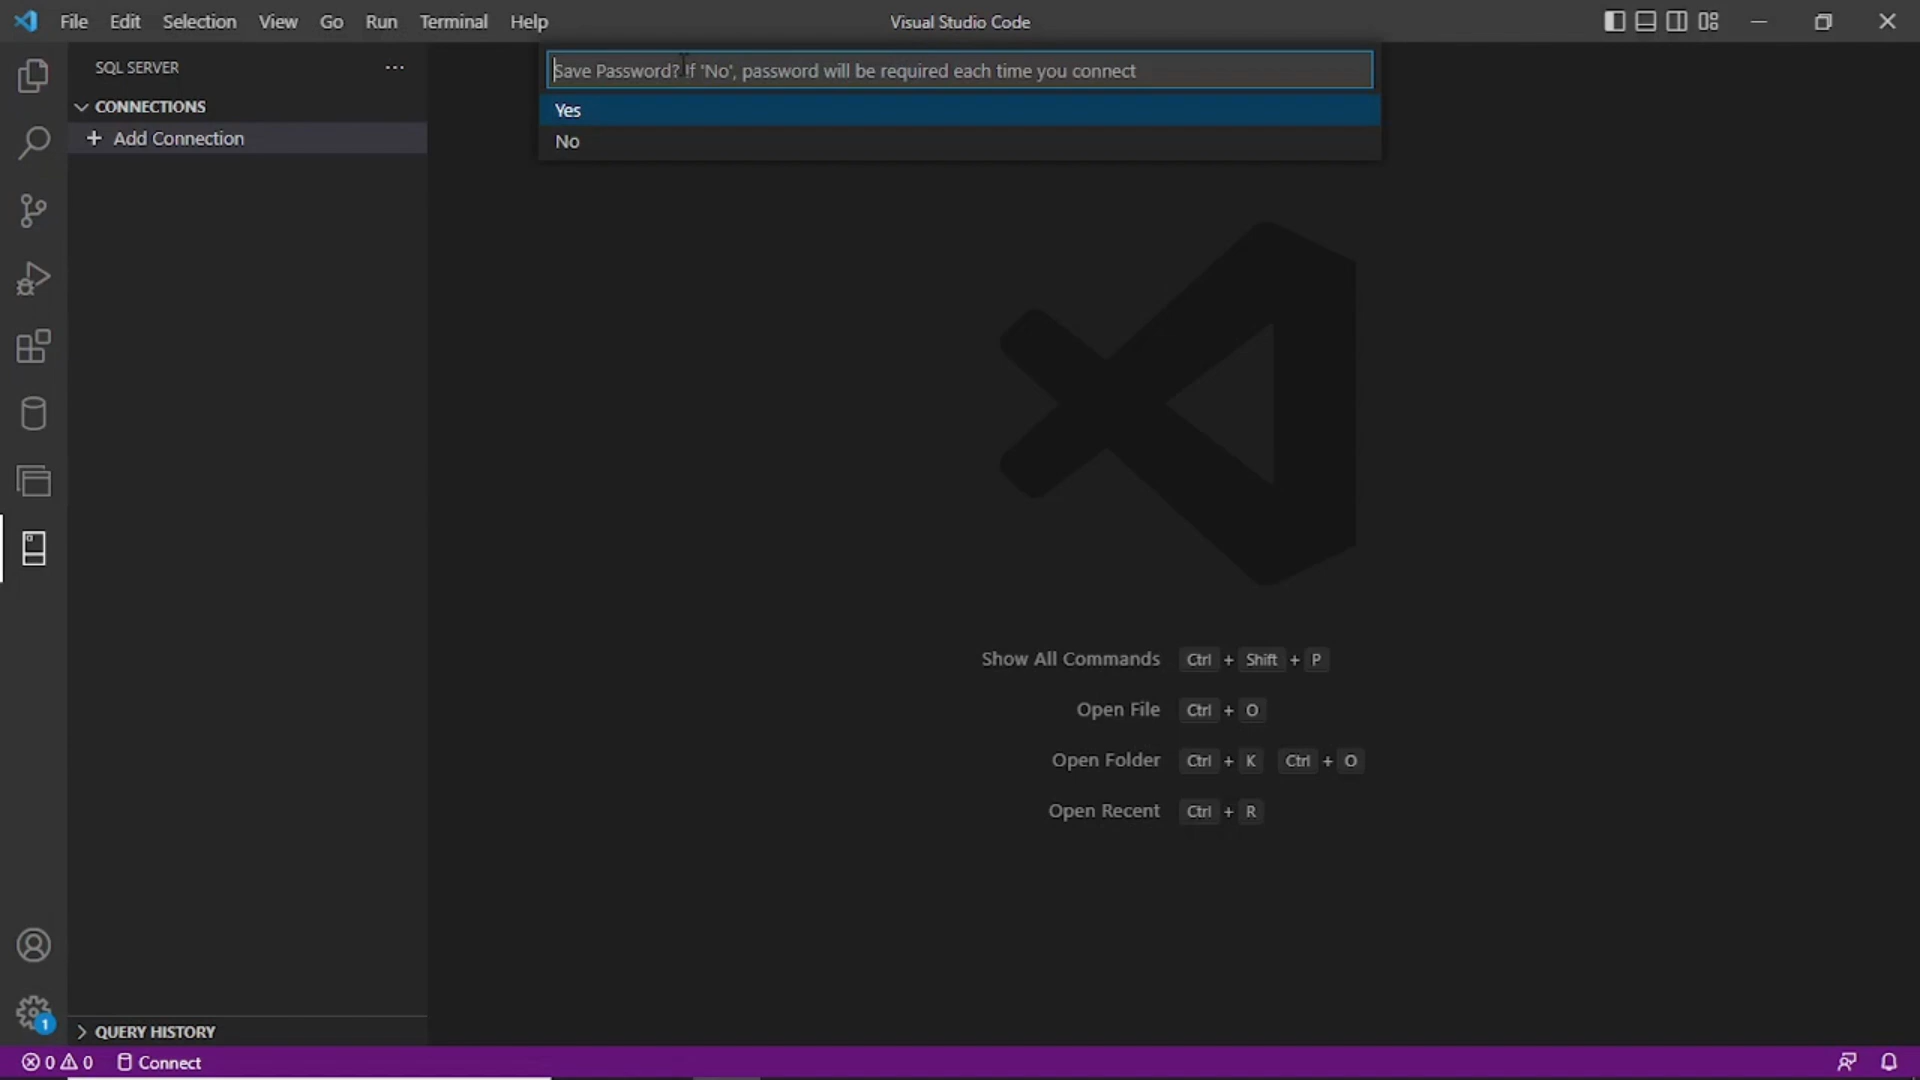 File Edit Selection View Go Run Terminal Help
Visual Studio Code
SQL SERVER
Save Password? If 'No', password will be required each time you connect
Yes
No
CONNECTIONS
Add Connection
Show All Commands Ctrl + Shift + P
Open File Ctrl + O
Open Folder Ctrl + K Ctrl + O
Open Recent Ctrl + R
1
QUERY HISTORY
0 0 Connect